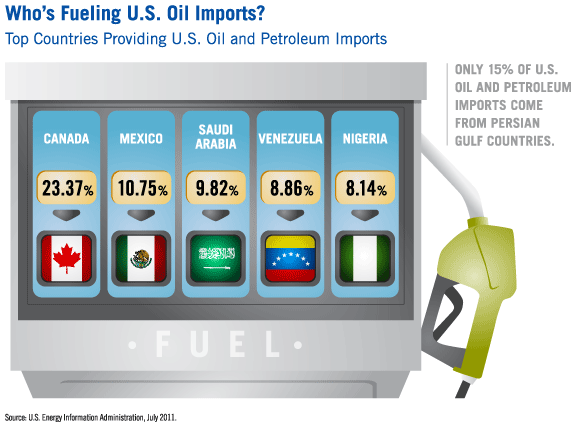 Who's Fueling U.S. Oil Imports?
Top Countries Providing U.S. Oil and Petroleum Imports
ONLY 15% OF U.S.
OIL AND PETROLEUM
IMPORTS COME
FROM PERSIAN
GULF COUNTRIES.
CANADA
MEXICO
SAUDI
ARABIA
VENEZUELA
NIGERIA
23.37%
10.75%
9.82%
8.86%
8.14%
· FUEL ·
Source: U.S. Energy Information Administration, July 2011.